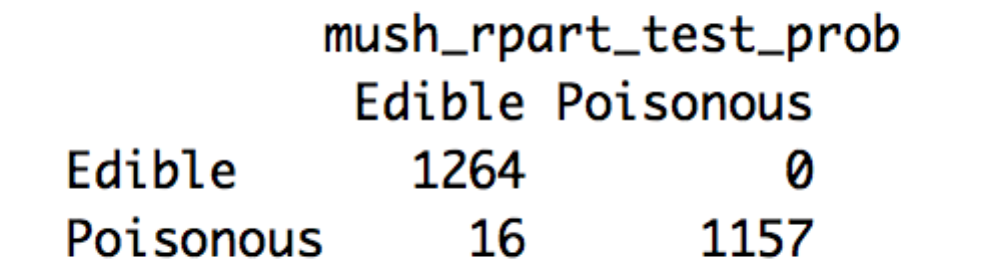 mush_rpart_test_prob
Edible Poisonous
Edible 1264 0
Poisonous 16 1157